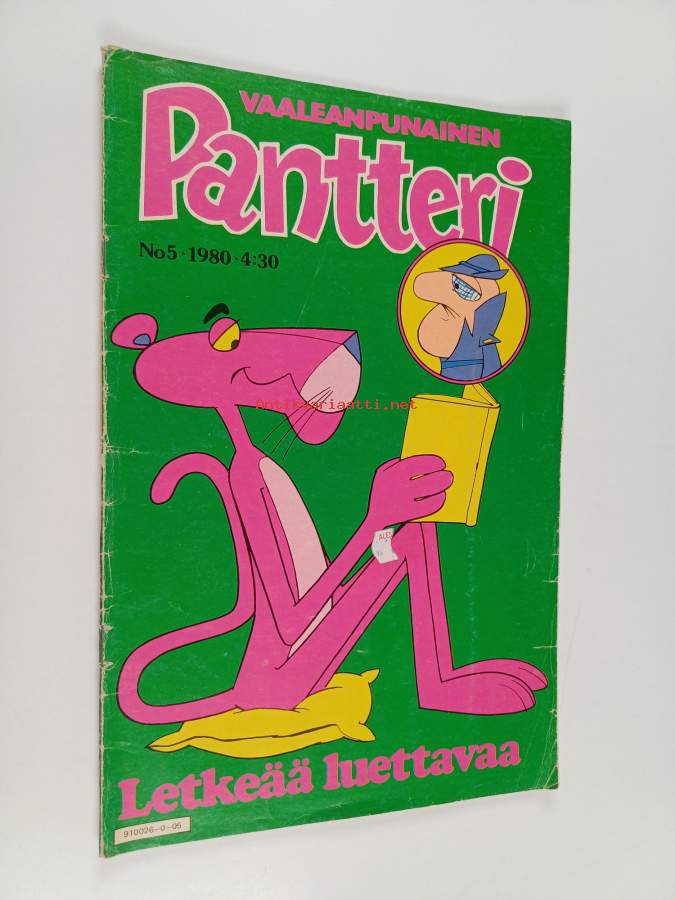 VAALEANPUNAINEN
Pantteri
No5·1980·4:30
Antikvariaatti.net
Letkeää luettavaa
910026-0-05